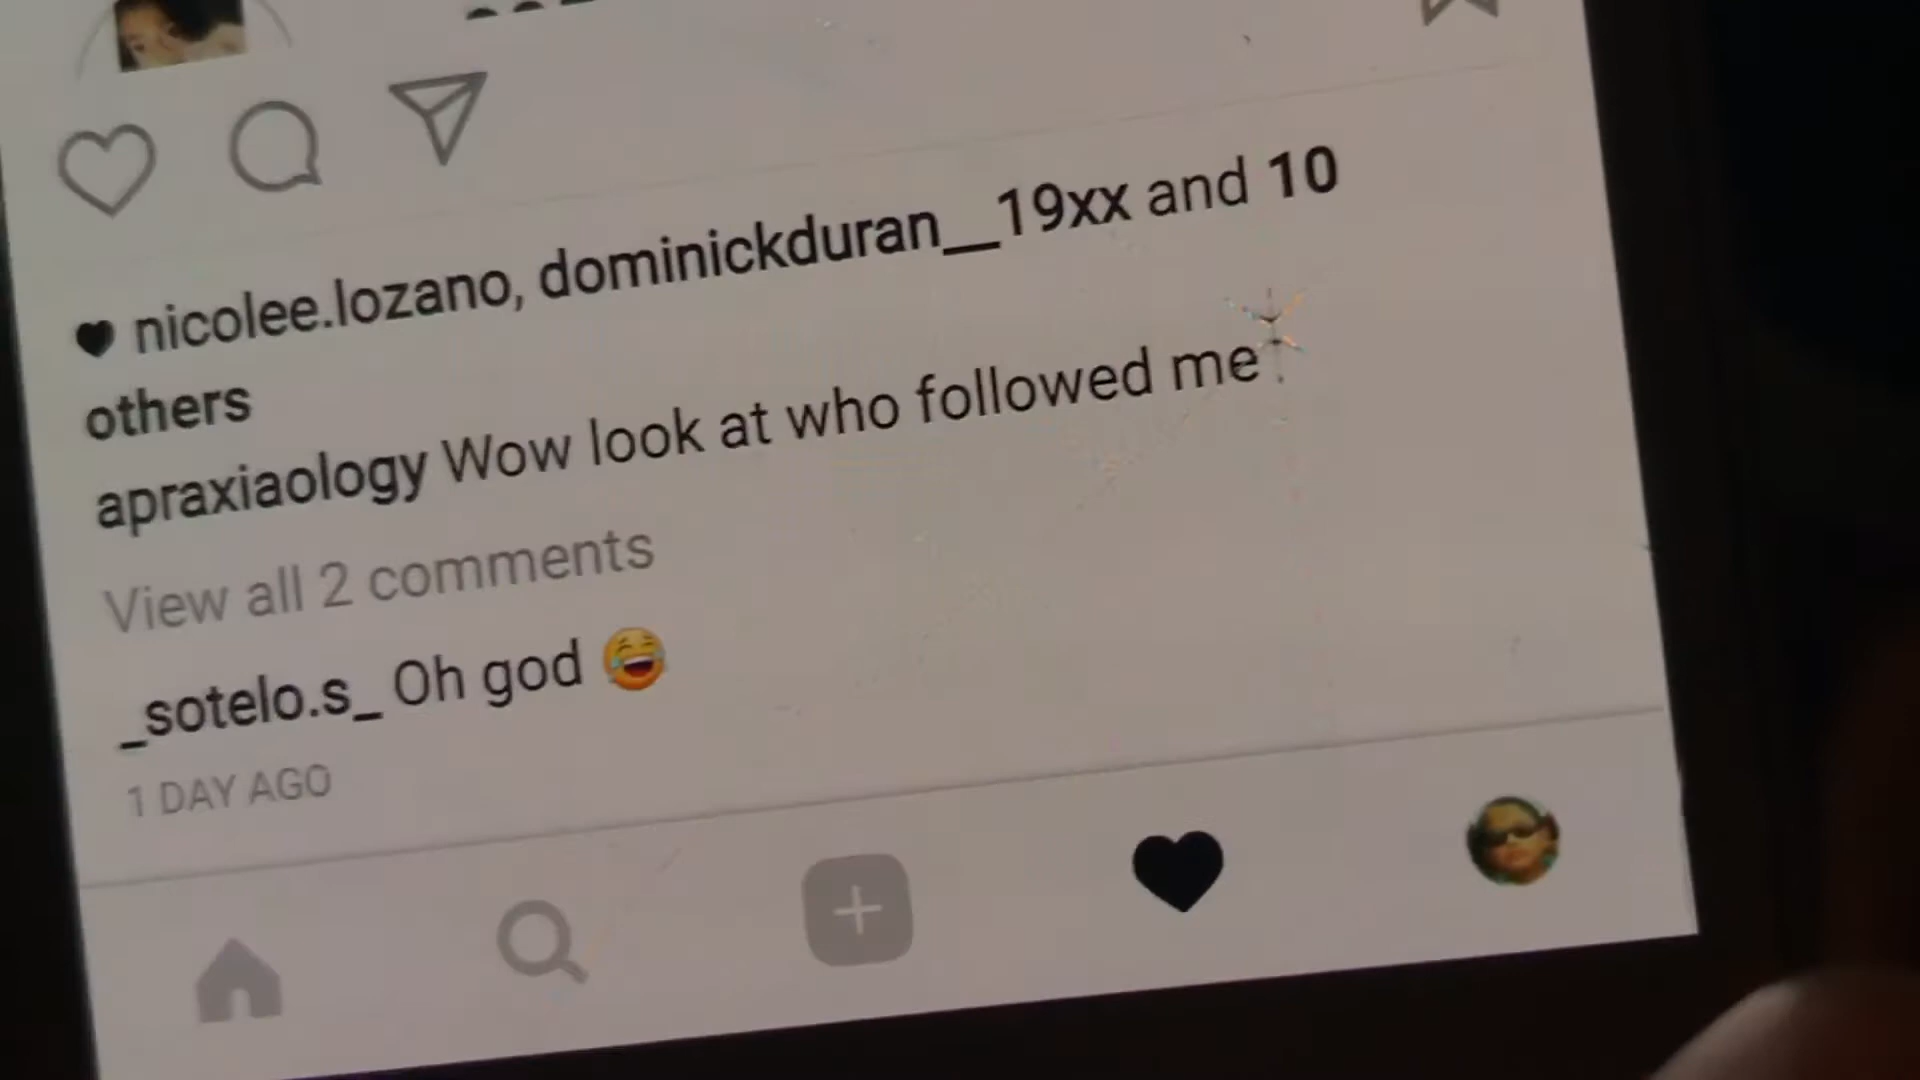 nicolee.lozano, dominickduran__19xx and 10
others
apraxiaology Wow look at who followed me
View all 2 comments
_sotelo.s_ Oh god 😂
1 DAY AGO